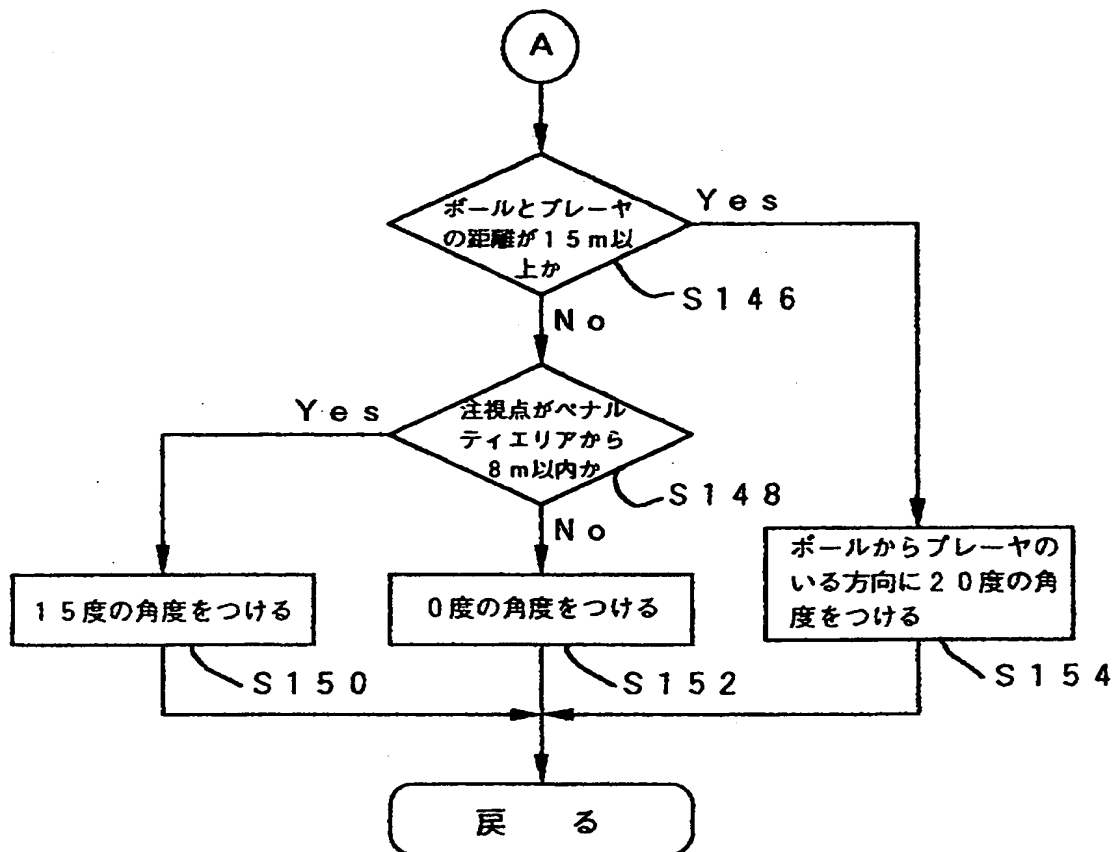 A
ボールとプレーヤ
の距離が15m以
上か
Yes
S146
No
注視点がペナル
ティエリアから
8m以内か
Yes
S148
No
15度の角度をつける
S150
0度の角度をつける
S152
ボールからプレーヤの
いる方向に20度の角
度をつける
S154
戻 る